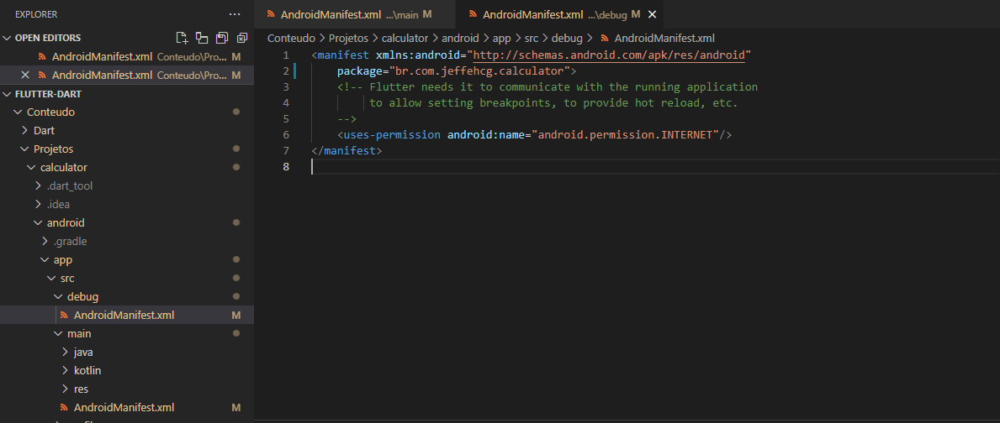 EXPLORER
OPEN EDITORS
AndroidManifest.xml Conteudo\Pro... M
AndroidManifest.xml Conteudo\Pro... M
FLUTTER-DART
Conteudo
Dart
Projetos
calculator
.dart_tool
.idea
android
.gradle
app
src
debug
AndroidManifest.xml M
main
java
kotlin
res
AndroidManifest.xml M
AndroidManifest.xml ...\main M
AndroidManifest.xml ...\debug M
Conteudo > Projetos > calculator > android > app > src > debug > AndroidManifest.xml
1 <manifest xmlns:android="http://schemas.android.com/apk/res/android"
2 package="br.com.jeffehcg.calculator">
3 <!-- Flutter needs it to communicate with the running application
4 to allow setting breakpoints, to provide hot reload, etc.
5 -->
6 <uses-permission android:name="android.permission.INTERNET"/>
7 </manifest>
8